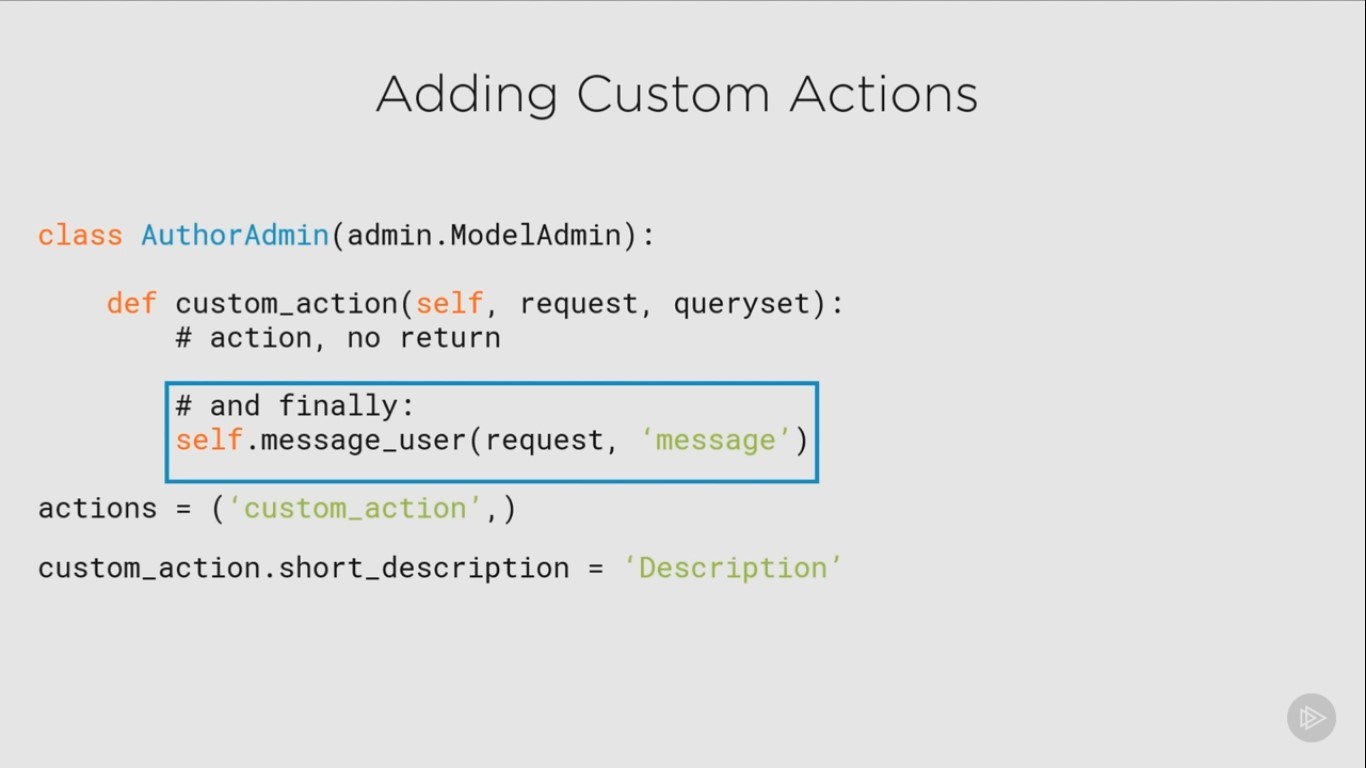 Adding Custom Actions
class AuthorAdmin(admin.ModelAdmin):
def custom_action(self, request, queryset):
# action, no return
# and finally:
self.message_user(request, ‘message’)
actions = (‘custom_action’,)
custom_action.short_description = ‘Description’